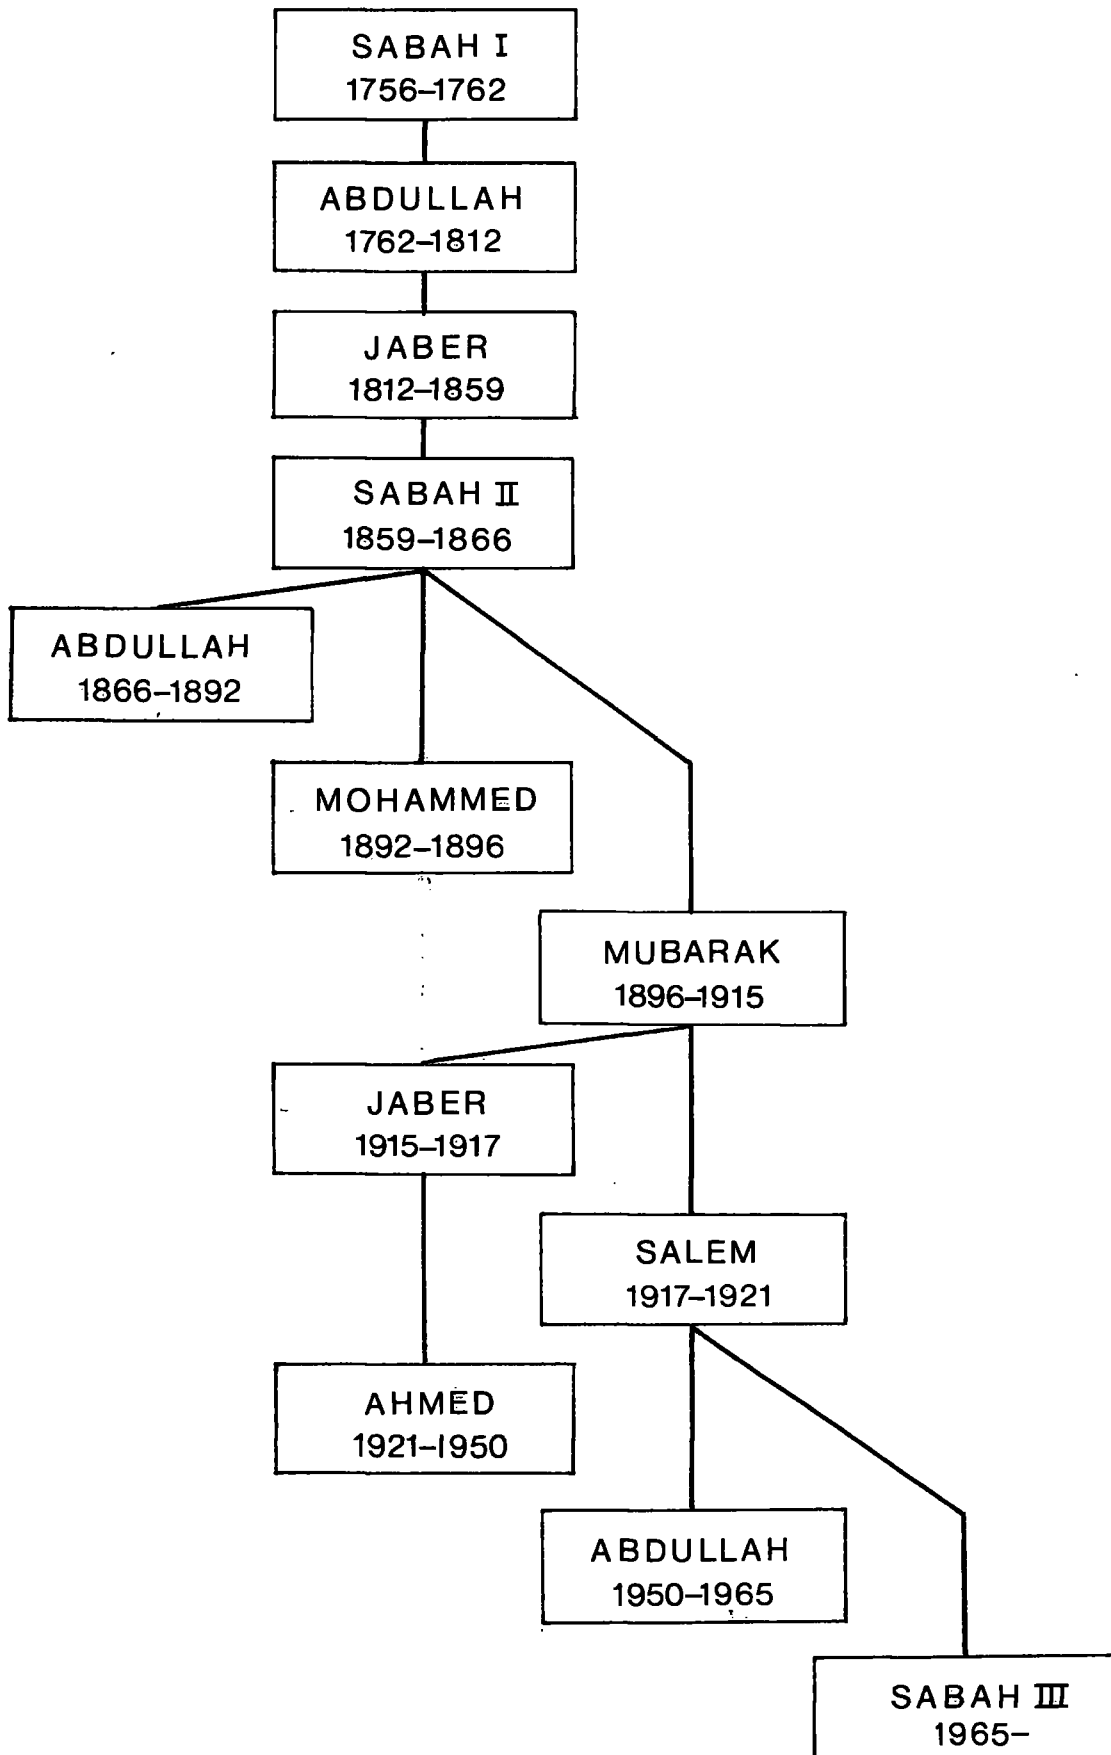 SABAH I
1756–1762
ABDULLAH
1762–1812
JABER
1812–1859
SABAH II
1859–1866
ABDULLAH
1866–1892
MOHAMMED
1892–1896
MUBARAK
1896–1915
JABER
1915–1917
SALEM
1917–1921
AHMED
1921–1950
ABDULLAH
1950–1965
SABAH III
1965–